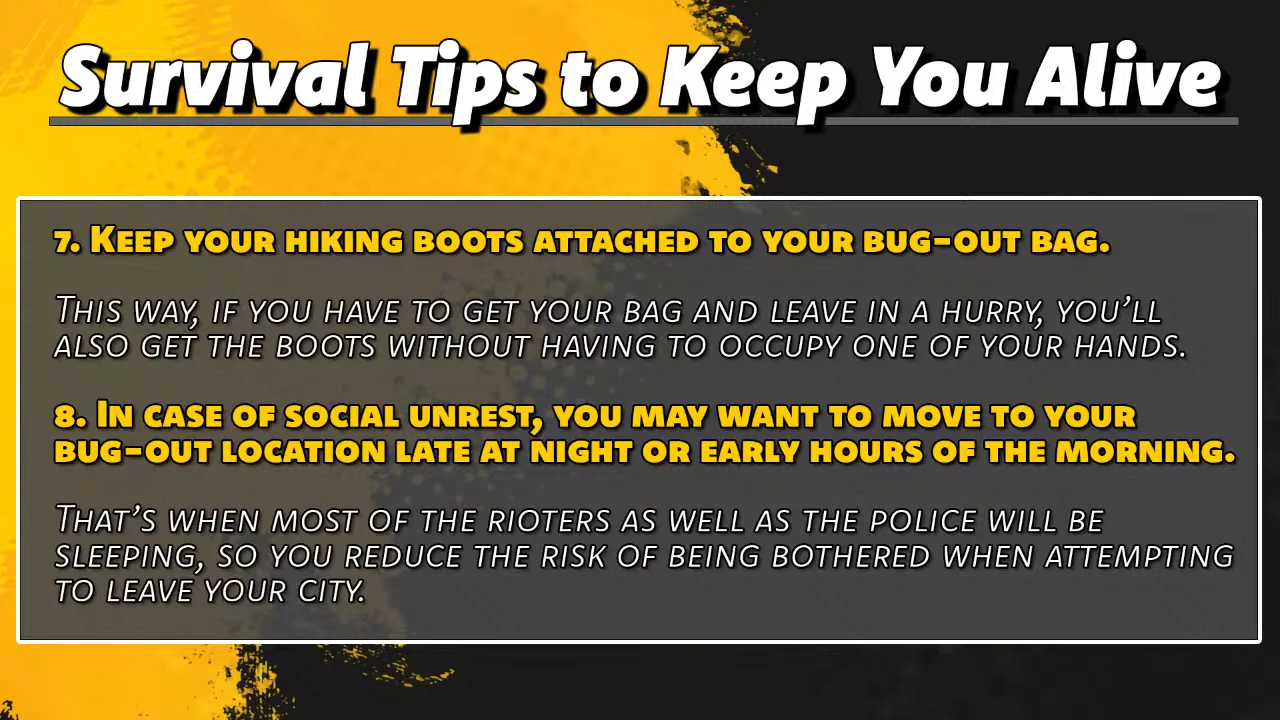 Survival Tips to Keep You Alive
7. Keep your hiking boots attached to your bug-out bag.
This way, if you have to get your bag and leave in a hurry, you’ll
also get the boots without having to occupy one of your hands.
8. In case of social unrest, you may want to move to your
bug-out location late at night or early hours of the morning.
That’s when most of the rioters as well as the police will be
sleeping, so you reduce the risk of being bothered when attempting
to leave your city.